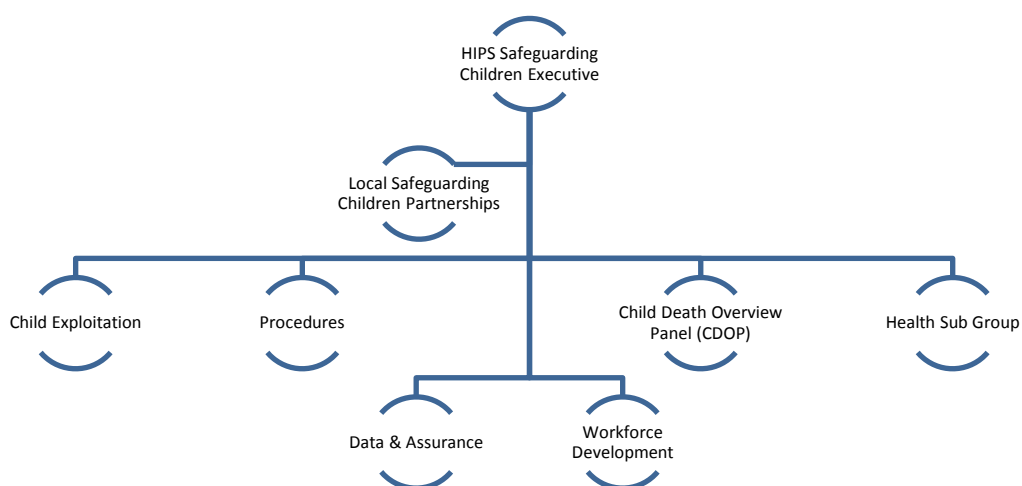 HIPS Safeguarding
Children Executive
Local Safeguarding
Children Partnerships
Child Exploitation
Procedures
Child Death Overview
Panel (CDOP)
Health Sub Group
Data & Assurance
Workforce
Development